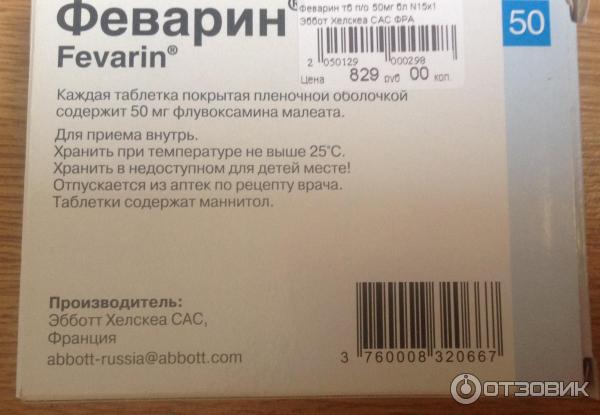 Феварин®
Fevarin®
Феварин тб п/о 50мг бл N15x1
Эббот Хелскеа САС ФРА
2 050129 000298
Цена 829 руб 00 коп.
50
Каждая таблетка покрытая пленочной оболочкой
содержит 50 мг флувоксамина малеата.
Для приема внутрь.
Хранить при температуре не выше 25°С.
Хранить в недоступном для детей месте!
Отпускается из аптек по рецепту врача.
Таблетки содержат маннитол.
Производитель:
Эбботт Хелскеа САС,
Франция
abbott-russia@abbott.com
3 760008 320667
ОТЗОВИК